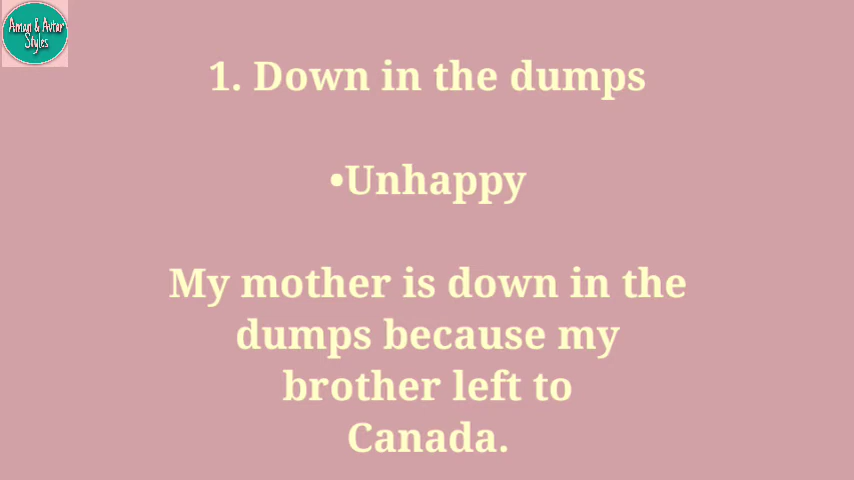 Aman & Avtar
Styles
1. Down in the dumps
•Unhappy
My mother is down in the
dumps because my
brother left to
Canada.